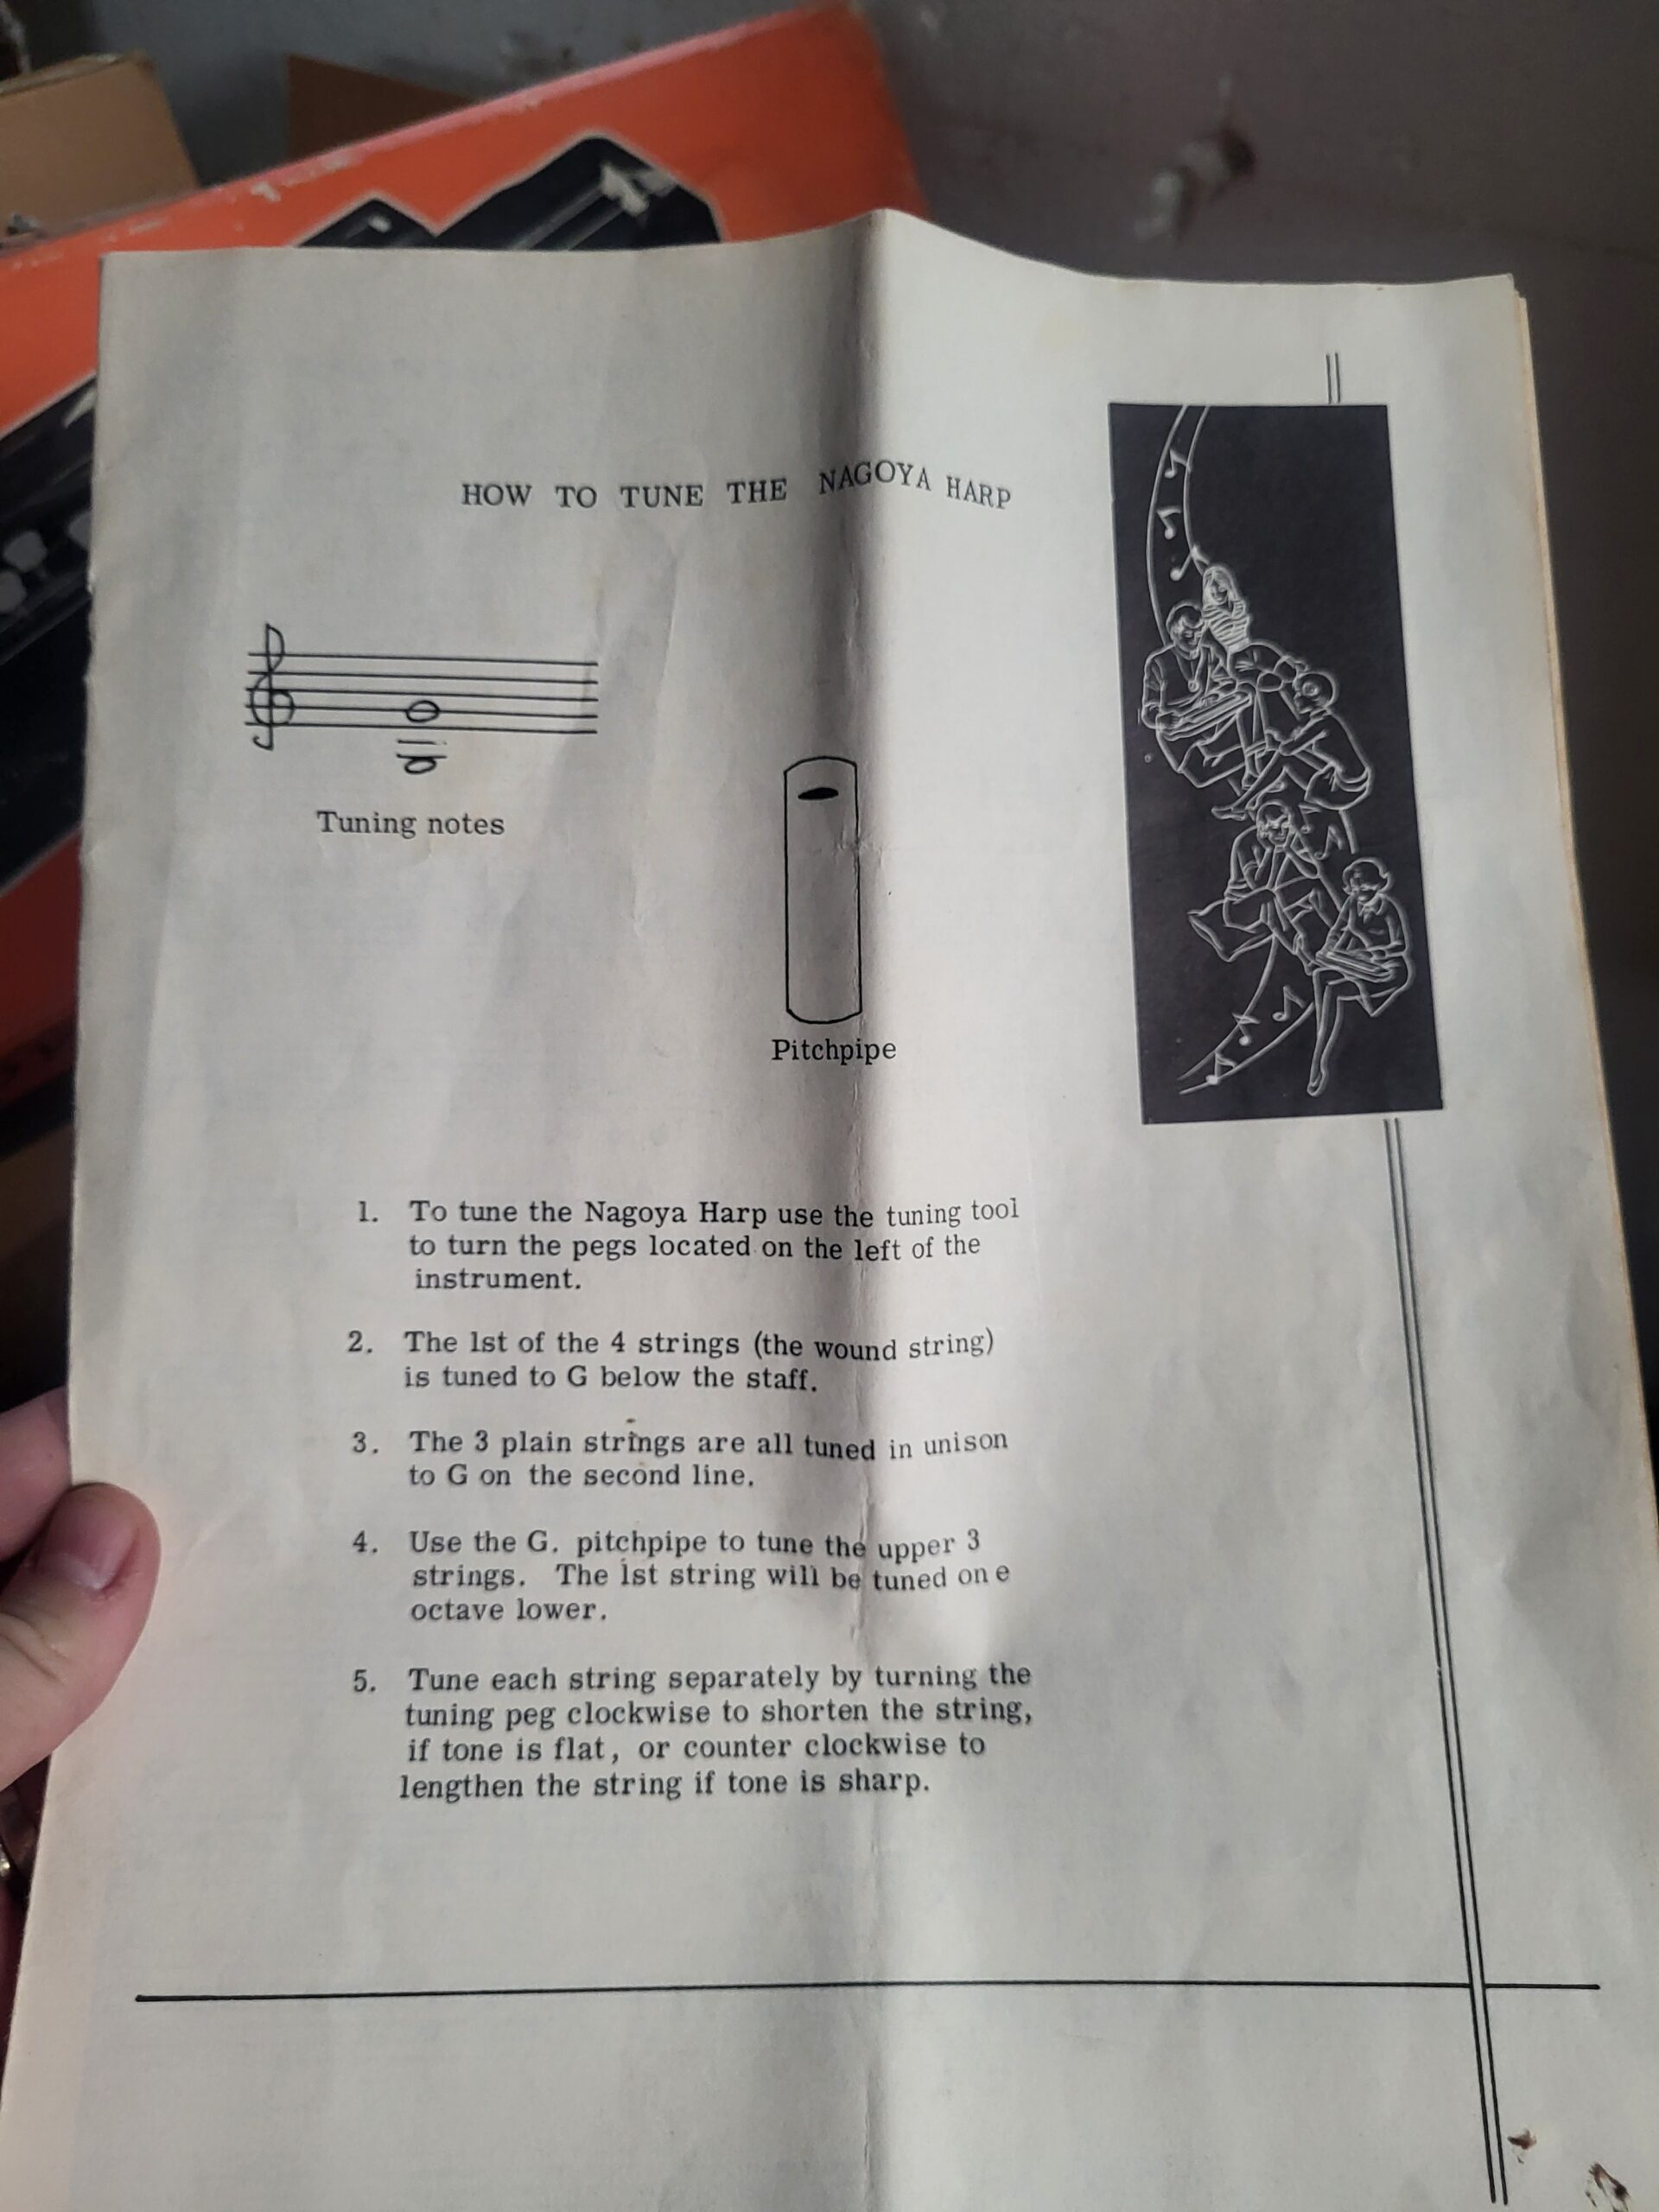 HOW TO TUNE THE NAGOYA HARP
Tuning notes
Pitchpipe
1. To tune the Nagoya Harp use the tuning tool
to turn the pegs located on the left of the
instrument.
2. The 1st of the 4 strings (the wound string)
is tuned to G below the staff.
3. The 3 plain strings are all tuned in unison
to G on the second line.
4. Use the G. pitchpipe to tune the upper 3
strings. The 1st string will be tuned on e
octave lower.
5. Tune each string separately by turning the
tuning peg clockwise to shorten the string,
if tone is flat, or counter clockwise to
lengthen the string if tone is sharp.